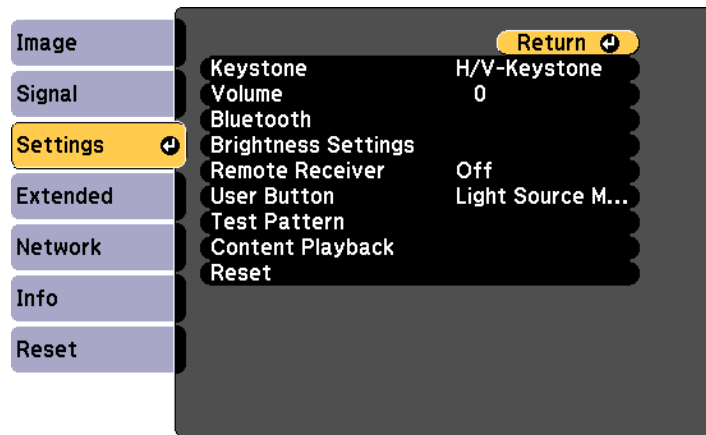 Image
Signal
Settings
Extended
Network
Info
Reset
Return
Keystone H/V-Keystone
Volume 0
Bluetooth
Brightness Settings
Remote Receiver Off
User Button Light Source M...
Test Pattern
Content Playback
Reset